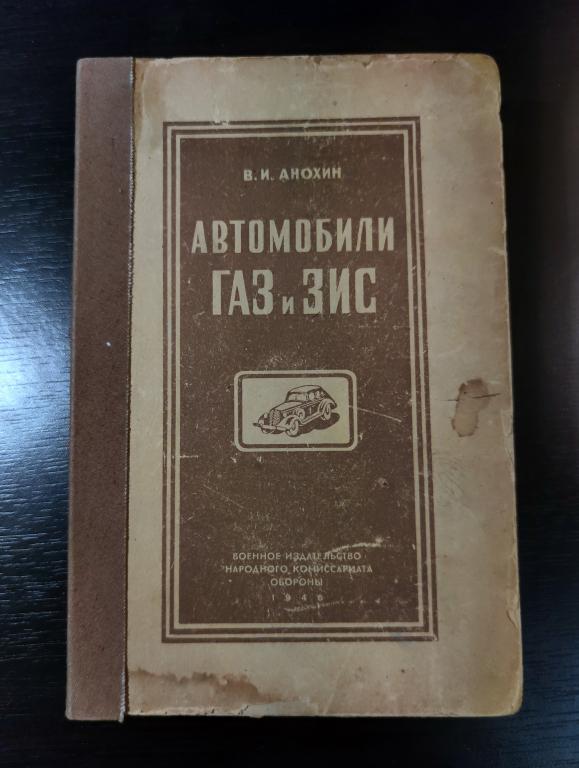 В. И. АНОХИН
АВТОМОБИЛИ
ГАЗ и ЗИС
ВОЕННОЕ ИЗДАТЕЛЬСТВО
НАРОДНОГО КОМИССАРИАТА
ОБОРОНЫ
1946